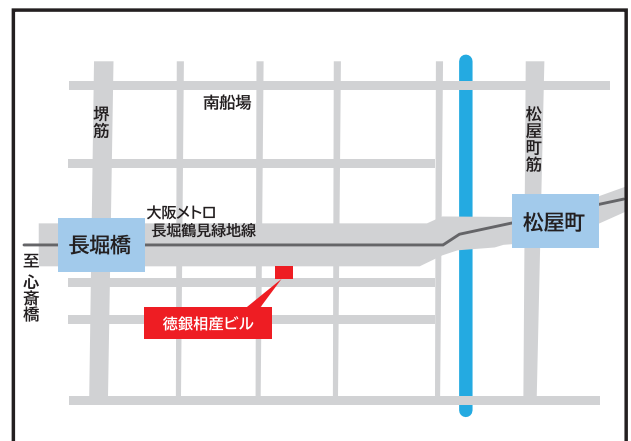 南船場
堺筋
松屋町筋
大阪メトロ
長堀鶴見緑地線
長堀橋
松屋町
至 心斎橋
徳銀相産ビル